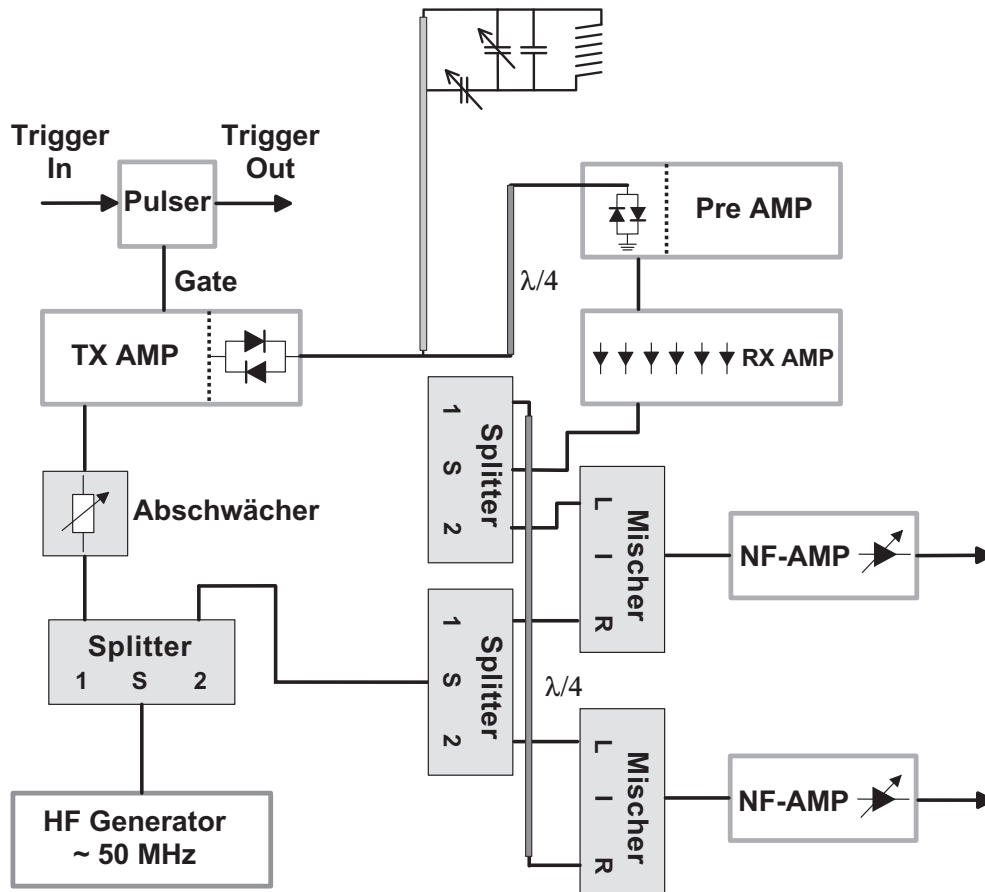 Trigger
In
Trigger
Out
Pulser
Pre AMP
Gate
λ/4
TX AMP
RX AMP
1
S
2
Splitter
Abschwächer
L
I
R
Mischer
NF-AMP
Splitter
1 S 2
1
S
2
Splitter
λ/4
L
I
R
Mischer
NF-AMP
HF Generator
~ 50 MHz